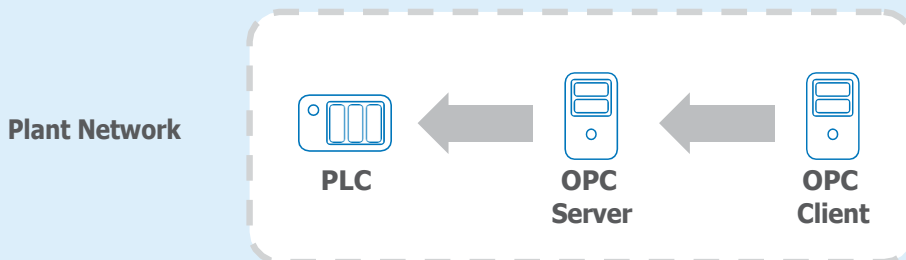 Plant Network
PLC
OPC
Server
OPC
Client